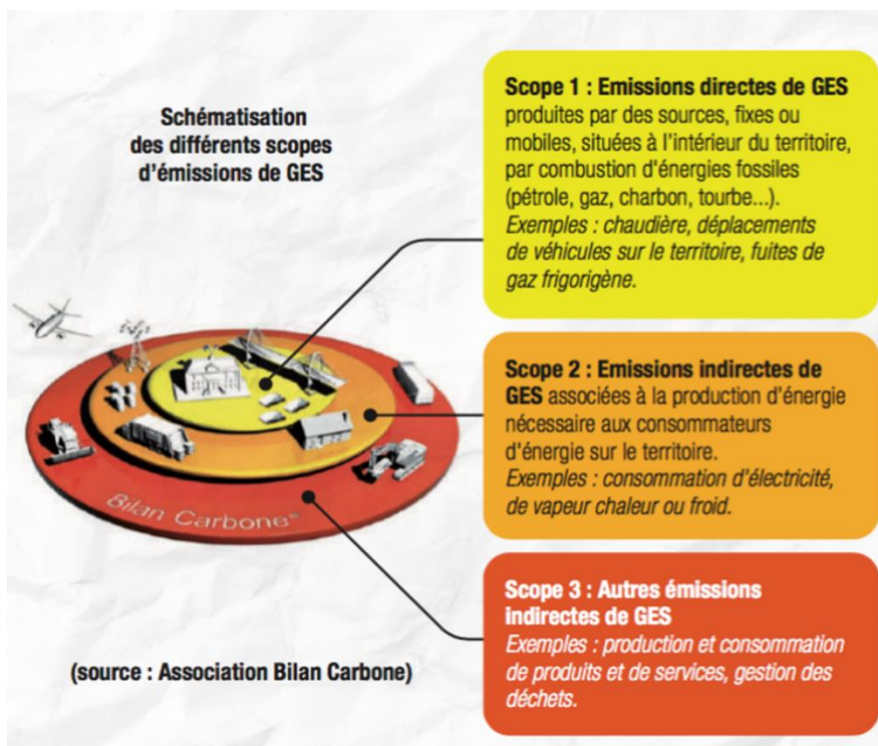 Schématisation
des différents scopes
d'émissions de GES
Scope 1 : Emissions directes de GES
produites par des sources, fixes ou
mobiles, situées à l'intérieur du territoire,
par combustion d'énergies fossiles
(pétrole, gaz, charbon, tourbe...).
Exemples : chaudière, déplacements
de véhicules sur le territoire, fuites de
gaz frigorigène.
Scope 2 : Emissions indirectes de
GES associées à la production d'énergie
nécessaire aux consommateurs
d'énergie sur le territoire.
Exemples : consommation d'électricité,
de vapeur chaleur ou froid.
Bilan Carbone®
Scope 3 : Autres émissions
indirectes de GES
Exemples : production et consommation
de produits et de services, gestion des
déchets.
(source : Association Bilan Carbone)